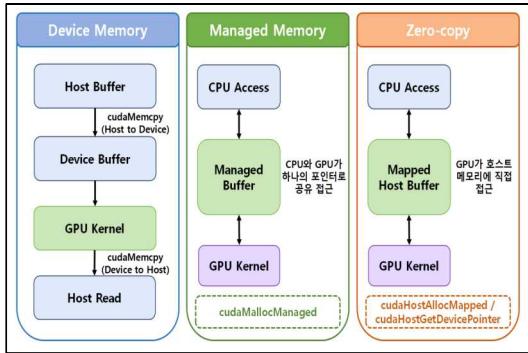 Device Memory
Host Buffer
cudaMemcpy
(Host to Device)
Device Buffer
GPU Kernel
cudaMemcpy
(Device to Host)
Host Read
Managed Memory
CPU Access
Managed
Buffer
CPU와 GPU가
하나의 포인터로
공유 접근
GPU Kernel
cudaMallocManaged
Zero-copy
CPU Access
Mapped
Host Buffer
GPU가 호스트
메모리에 직접
접근
GPU Kernel
cudaHostAllocMapped /
cudaHostGetDevicePointer